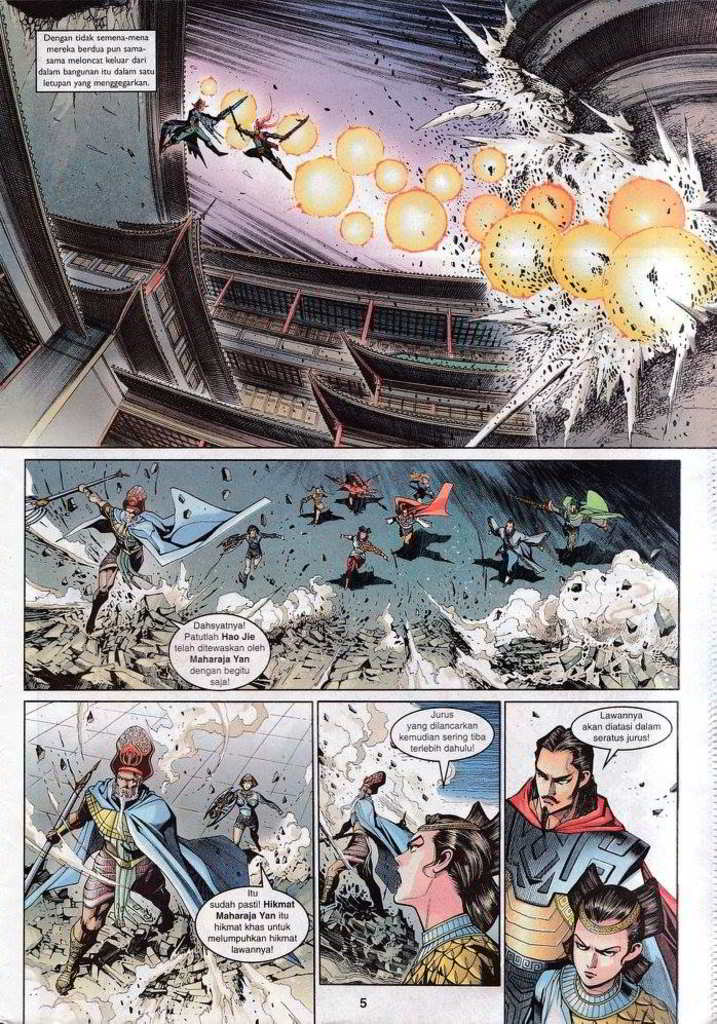 Dengan tidak semena-mena
mereka berdua pun sama-
sama meloncat keluar dari
dalam bangunan itu dalam satu
letupan yang menggegarkan.
Dahsyatnya!
Patutlah Hao Jie
telah ditewaskan oleh
Maharaja Yan
dengan begitu
saja!
Itu
sudah pasti! Hikmat
Maharaja Yan itu
hikmat khas untuk
melumpuhkan hikmat
lawannya!
Jurus
yang dilancarkan
kemudian sering tiba
terlebih dahulu!
Lawannya
akan diatasi dalam
seratus jurus!
5